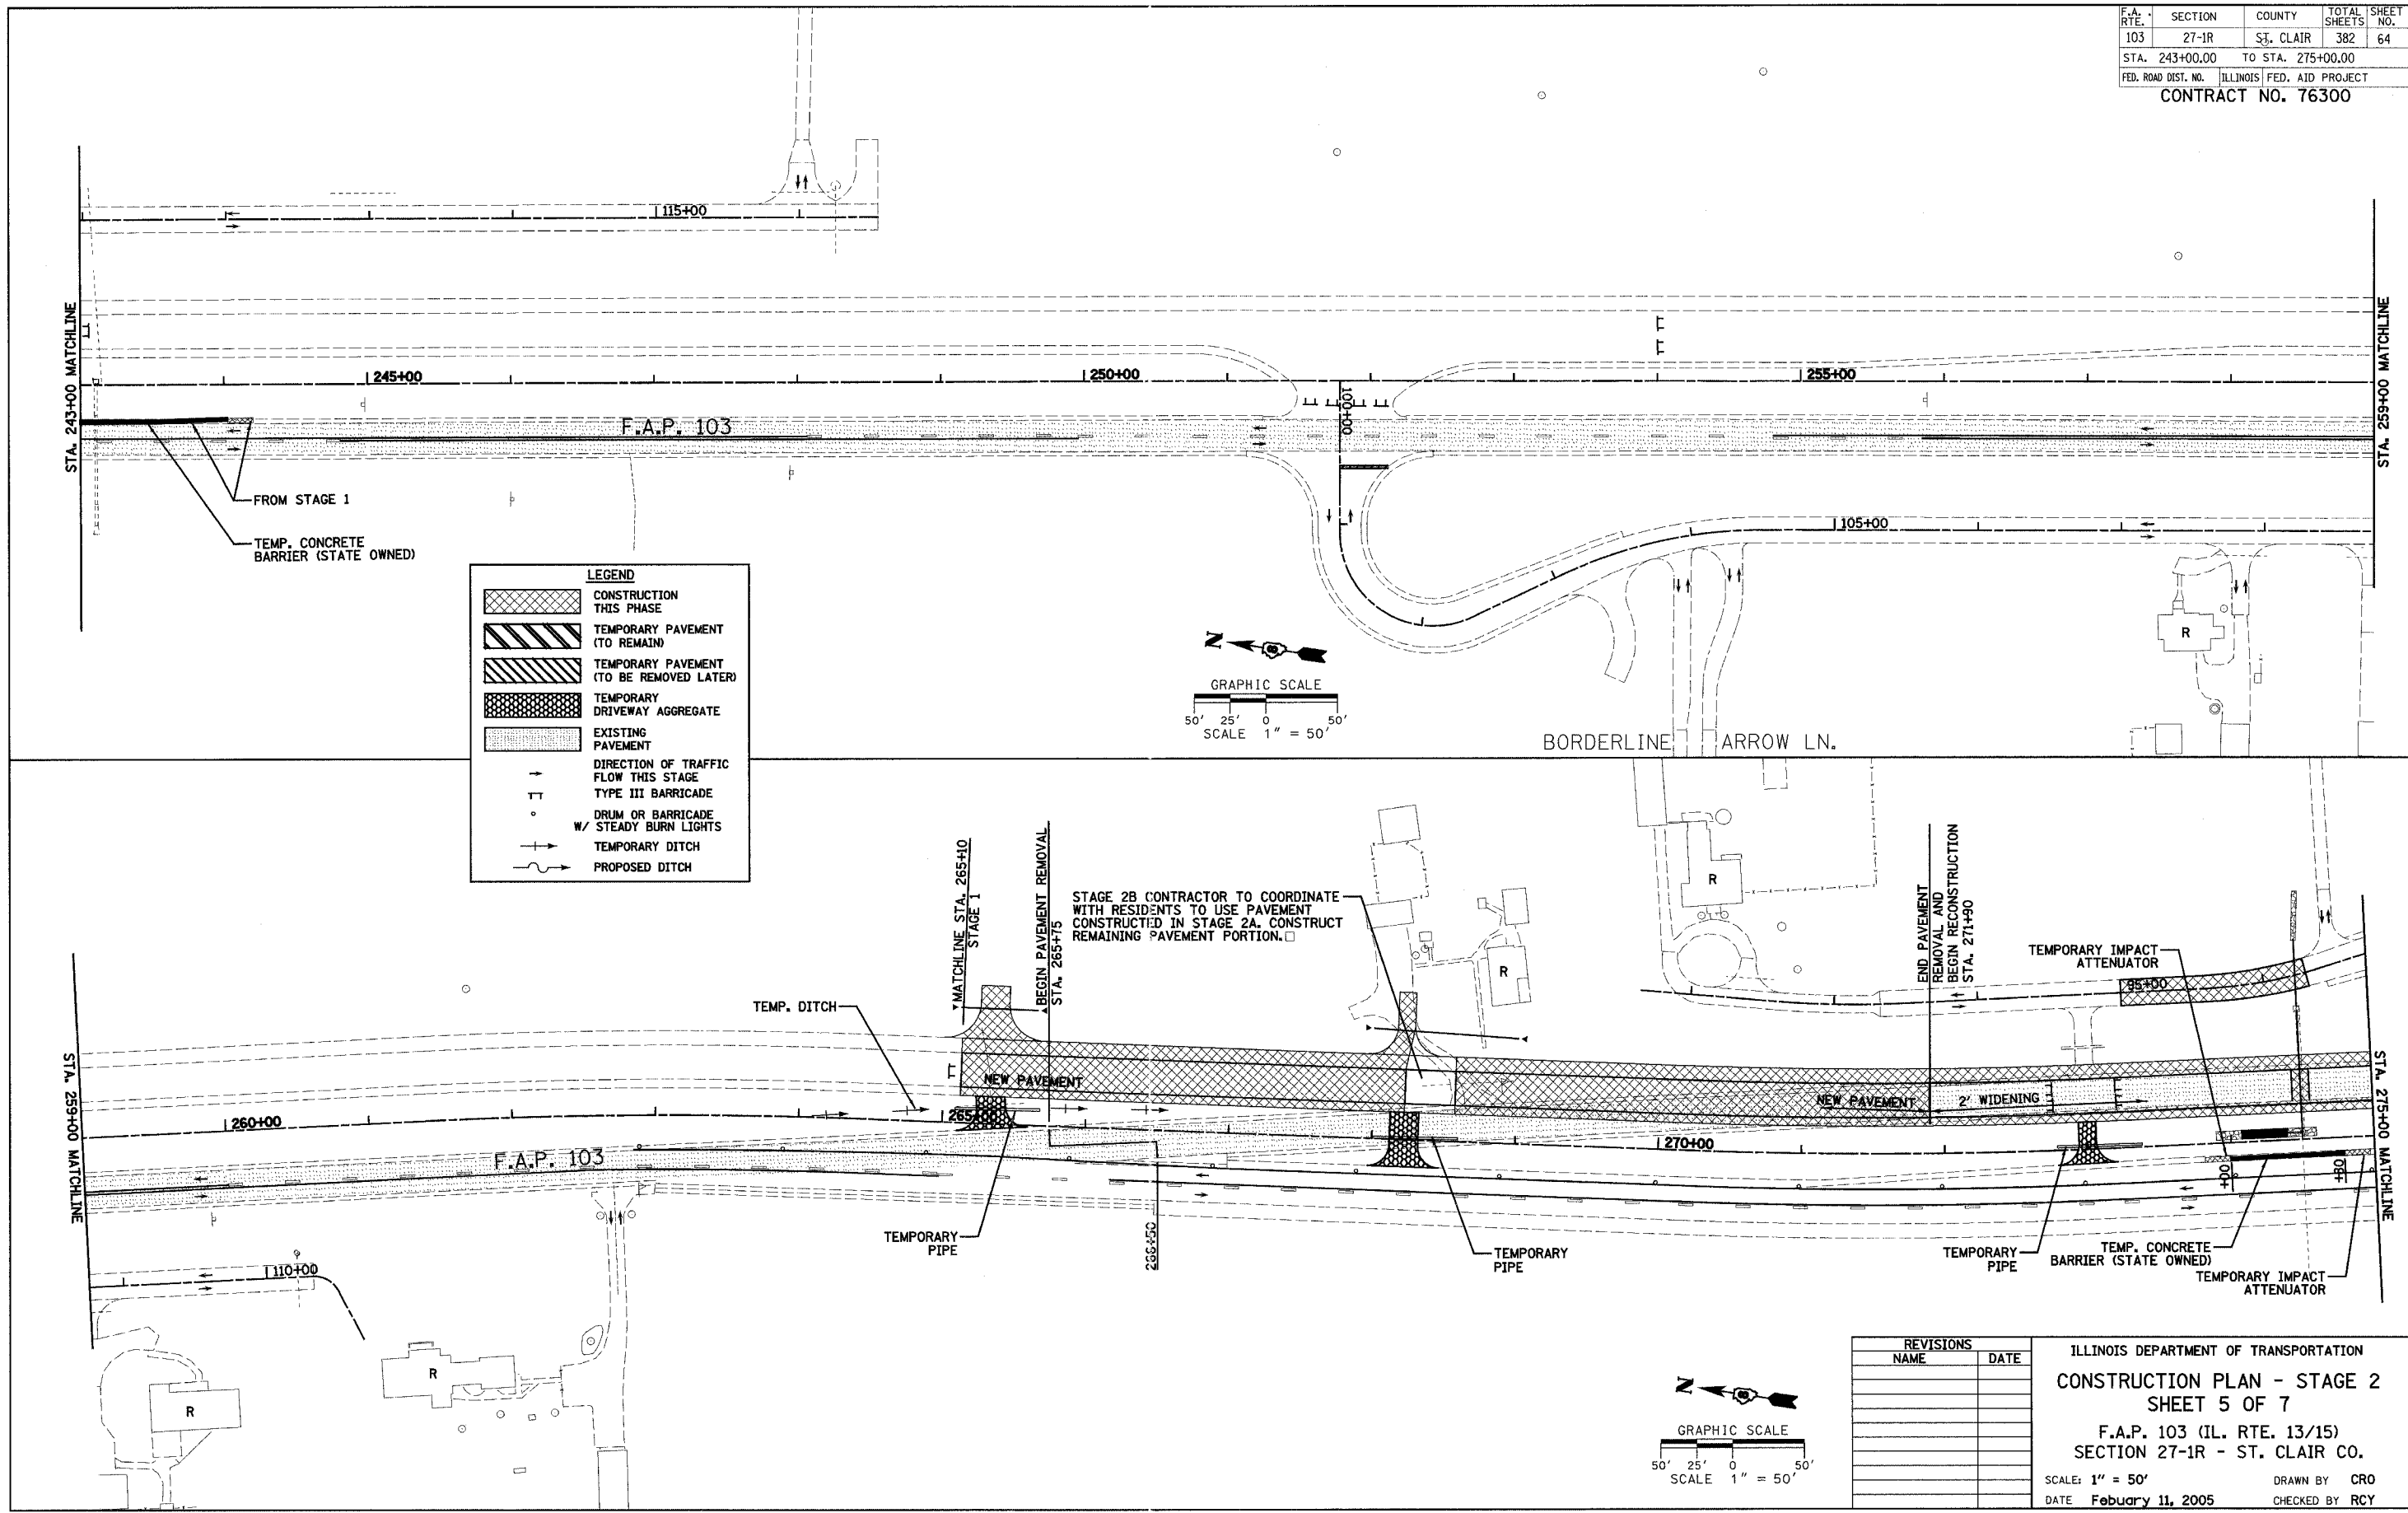 F.A. RTE. SECTION COUNTY TOTAL SHEETS SHEET NO.
103 27-1R ST. CLAIR 382 64
STA. 243+00.00 TO STA. 275+00.00
FED. ROAD DIST. NO. ILLINOIS FED. AID PROJECT
CONTRACT NO. 76300
115+00
STA. 243+00 MATCHLINE
STA. 259+00 MATCHLINE
245+00
250+00
255+00
100+00
F.A.P. 103
FROM STAGE 1
TEMP. CONCRETE
BARRIER (STATE OWNED)
105+00
R
N
GRAPHIC SCALE
50' 25' 0 50'
SCALE 1" = 50'
BORDERLINE
ARROW LN.
LEGEND
CONSTRUCTION
THIS PHASE
TEMPORARY PAVEMENT
(TO REMAIN)
TEMPORARY PAVEMENT
(TO BE REMOVED LATER)
TEMPORARY
DRIVEWAY AGGREGATE
EXISTING
PAVEMENT
DIRECTION OF TRAFFIC
FLOW THIS STAGE
TYPE III BARRICADE
DRUM OR BARRICADE
W/ STEADY BURN LIGHTS
TEMPORARY DITCH
PROPOSED DITCH
MATCHLINE STA. 265+10
STAGE 1
BEGIN PAVEMENT REMOVAL
STA. 265+75
STAGE 2B CONTRACTOR TO COORDINATE
WITH RESIDENTS TO USE PAVEMENT
CONSTRUCTED IN STAGE 2A. CONSTRUCT
REMAINING PAVEMENT PORTION.
R
R
END PAVEMENT
REMOVAL AND
BEGIN RECONSTRUCTION
STA. 271+90
TEMPORARY IMPACT
ATTENUATOR
95+00
TEMP. DITCH
NEW PAVEMENT
NEW PAVEMENT
2' WIDENING
STA. 259+00 MATCHLINE
STA. 275+00 MATCHLINE
260+00
265+00
270+00
F.A.P. 103
+00
+80
266+50
TEMPORARY
PIPE
TEMPORARY
PIPE
TEMPORARY
PIPE
TEMP. CONCRETE
BARRIER (STATE OWNED)
TEMPORARY IMPACT
ATTENUATOR
110+00
R
R
N
GRAPHIC SCALE
50' 25' 0 50'
SCALE 1" = 50'
REVISIONS
NAME DATE
ILLINOIS DEPARTMENT OF TRANSPORTATION
CONSTRUCTION PLAN - STAGE 2
SHEET 5 OF 7
F.A.P. 103 (IL. RTE. 13/15)
SECTION 27-1R - ST. CLAIR CO.
SCALE: 1" = 50' DRAWN BY CRO
DATE Febuary 11, 2005 CHECKED BY RCY